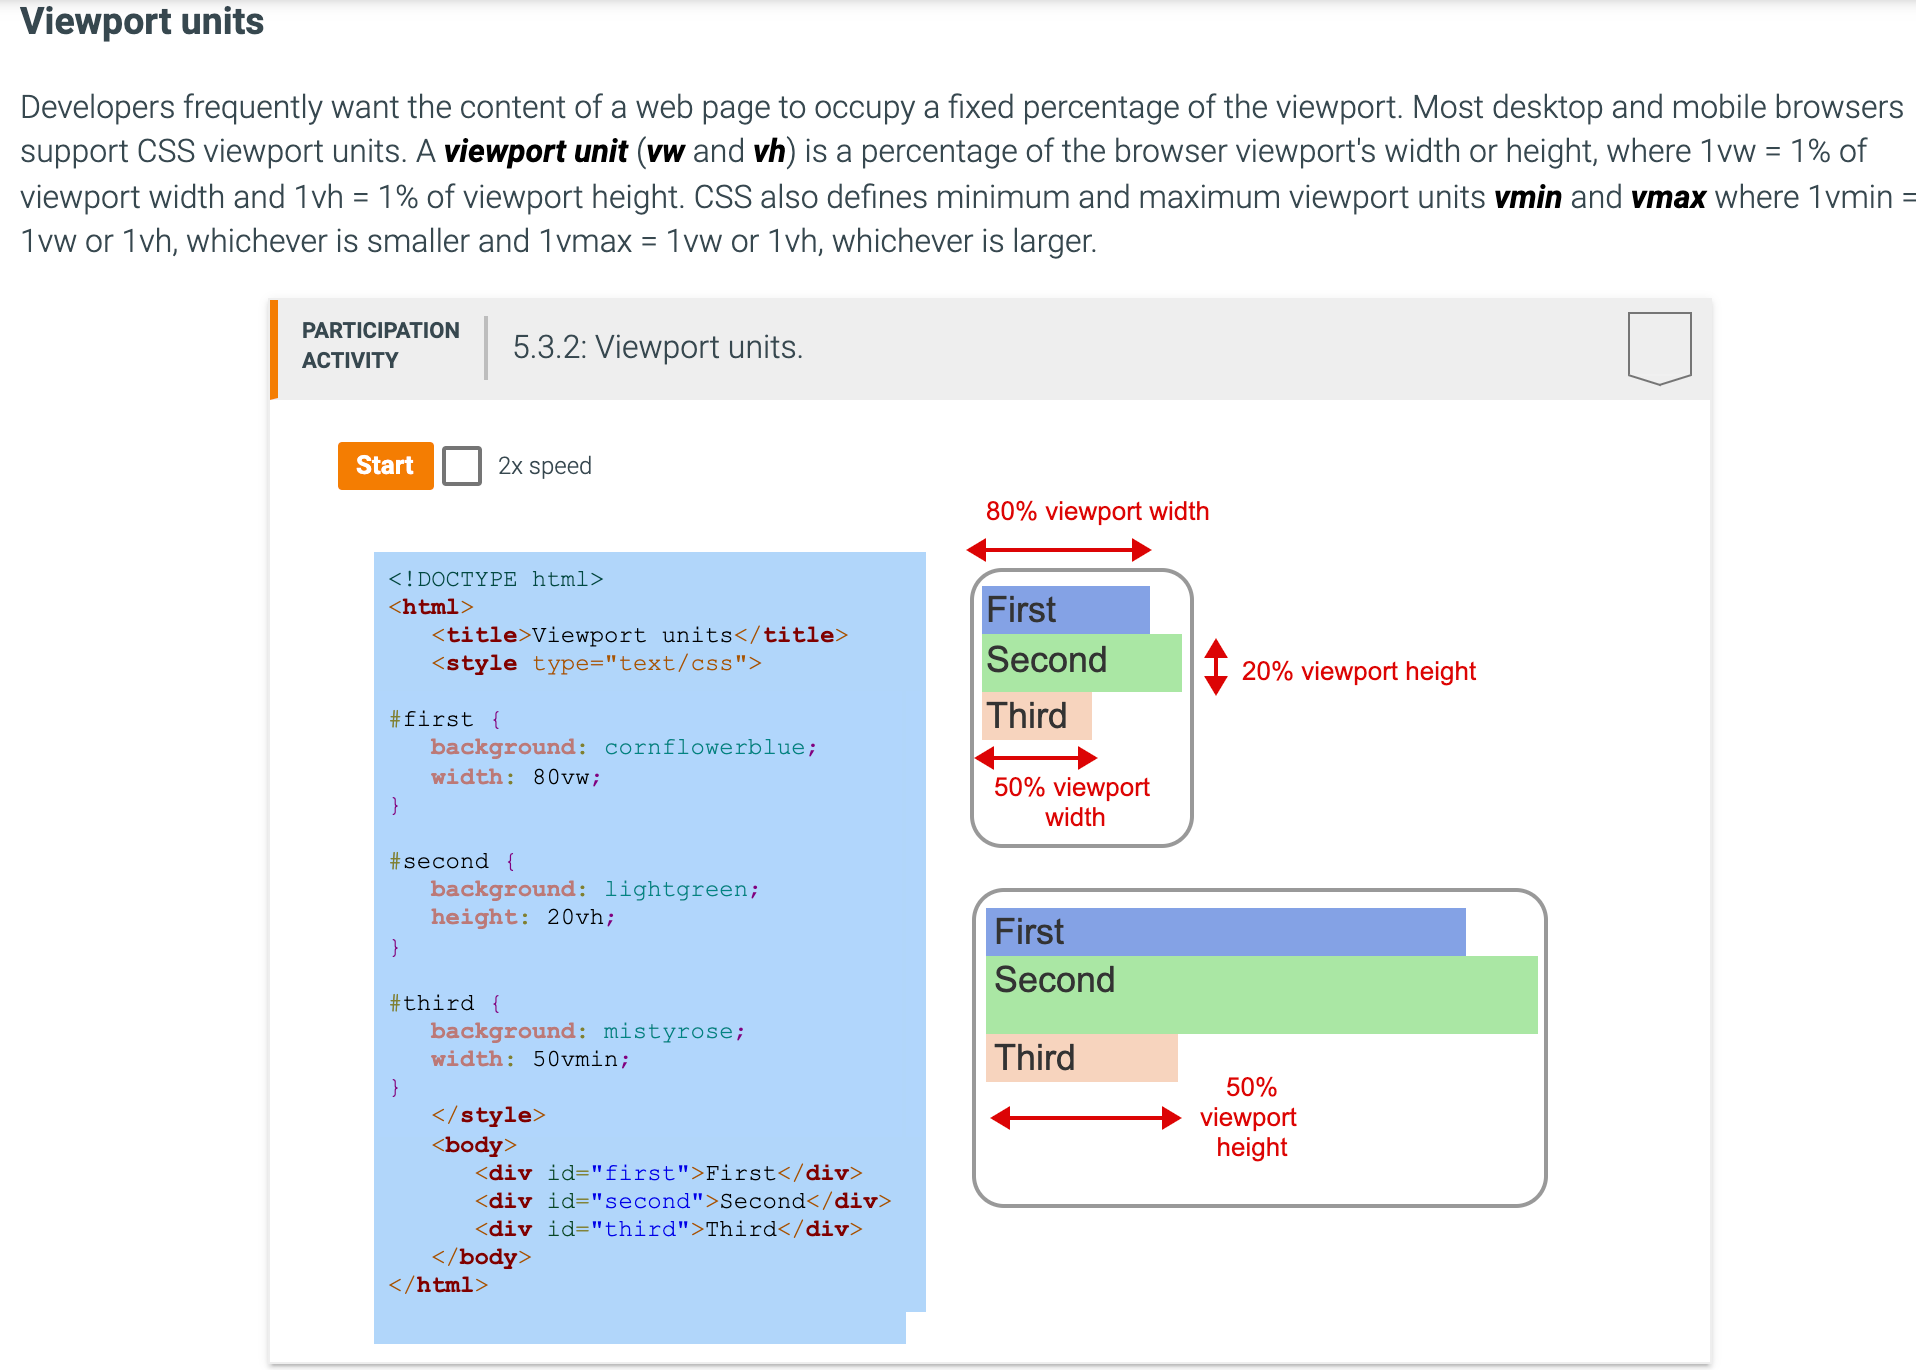 Viewport units
Developers frequently want the content of a web page to occupy a fixed percentage of the viewport. Most desktop and mobile browsers
support CSS viewport units. A viewport unit (vw and vh) is a percentage of the browser viewport's width or height, where 1vw = 1% of
viewport width and 1vh = 1% of viewport height. CSS also defines minimum and maximum viewport units vmin and vmax where 1vmin =
1vw or 1vh, whichever is smaller and 1vmax = 1vw or 1vh, whichever is larger.
PARTICIPATION
ACTIVITY
5.3.2: Viewport units.
Start
2x speed
<!DOCTYPE html>
<html>
   <title>Viewport units</title>
   <style type="text/css">
#first {
   background: cornflowerblue;
   width: 80vw;
}
#second {
   background: lightgreen;
   height: 20vh;
}
#third {
   background: mistyrose;
   width: 50vmin;
}
   </style>
   <body>
      <div id="first">First</div>
      <div id="second">Second</div>
      <div id="third">Third</div>
   </body>
</html>
80% viewport width
First
Second
Third
20% viewport height
50% viewport
width
First
Second
Third
50%
viewport
height